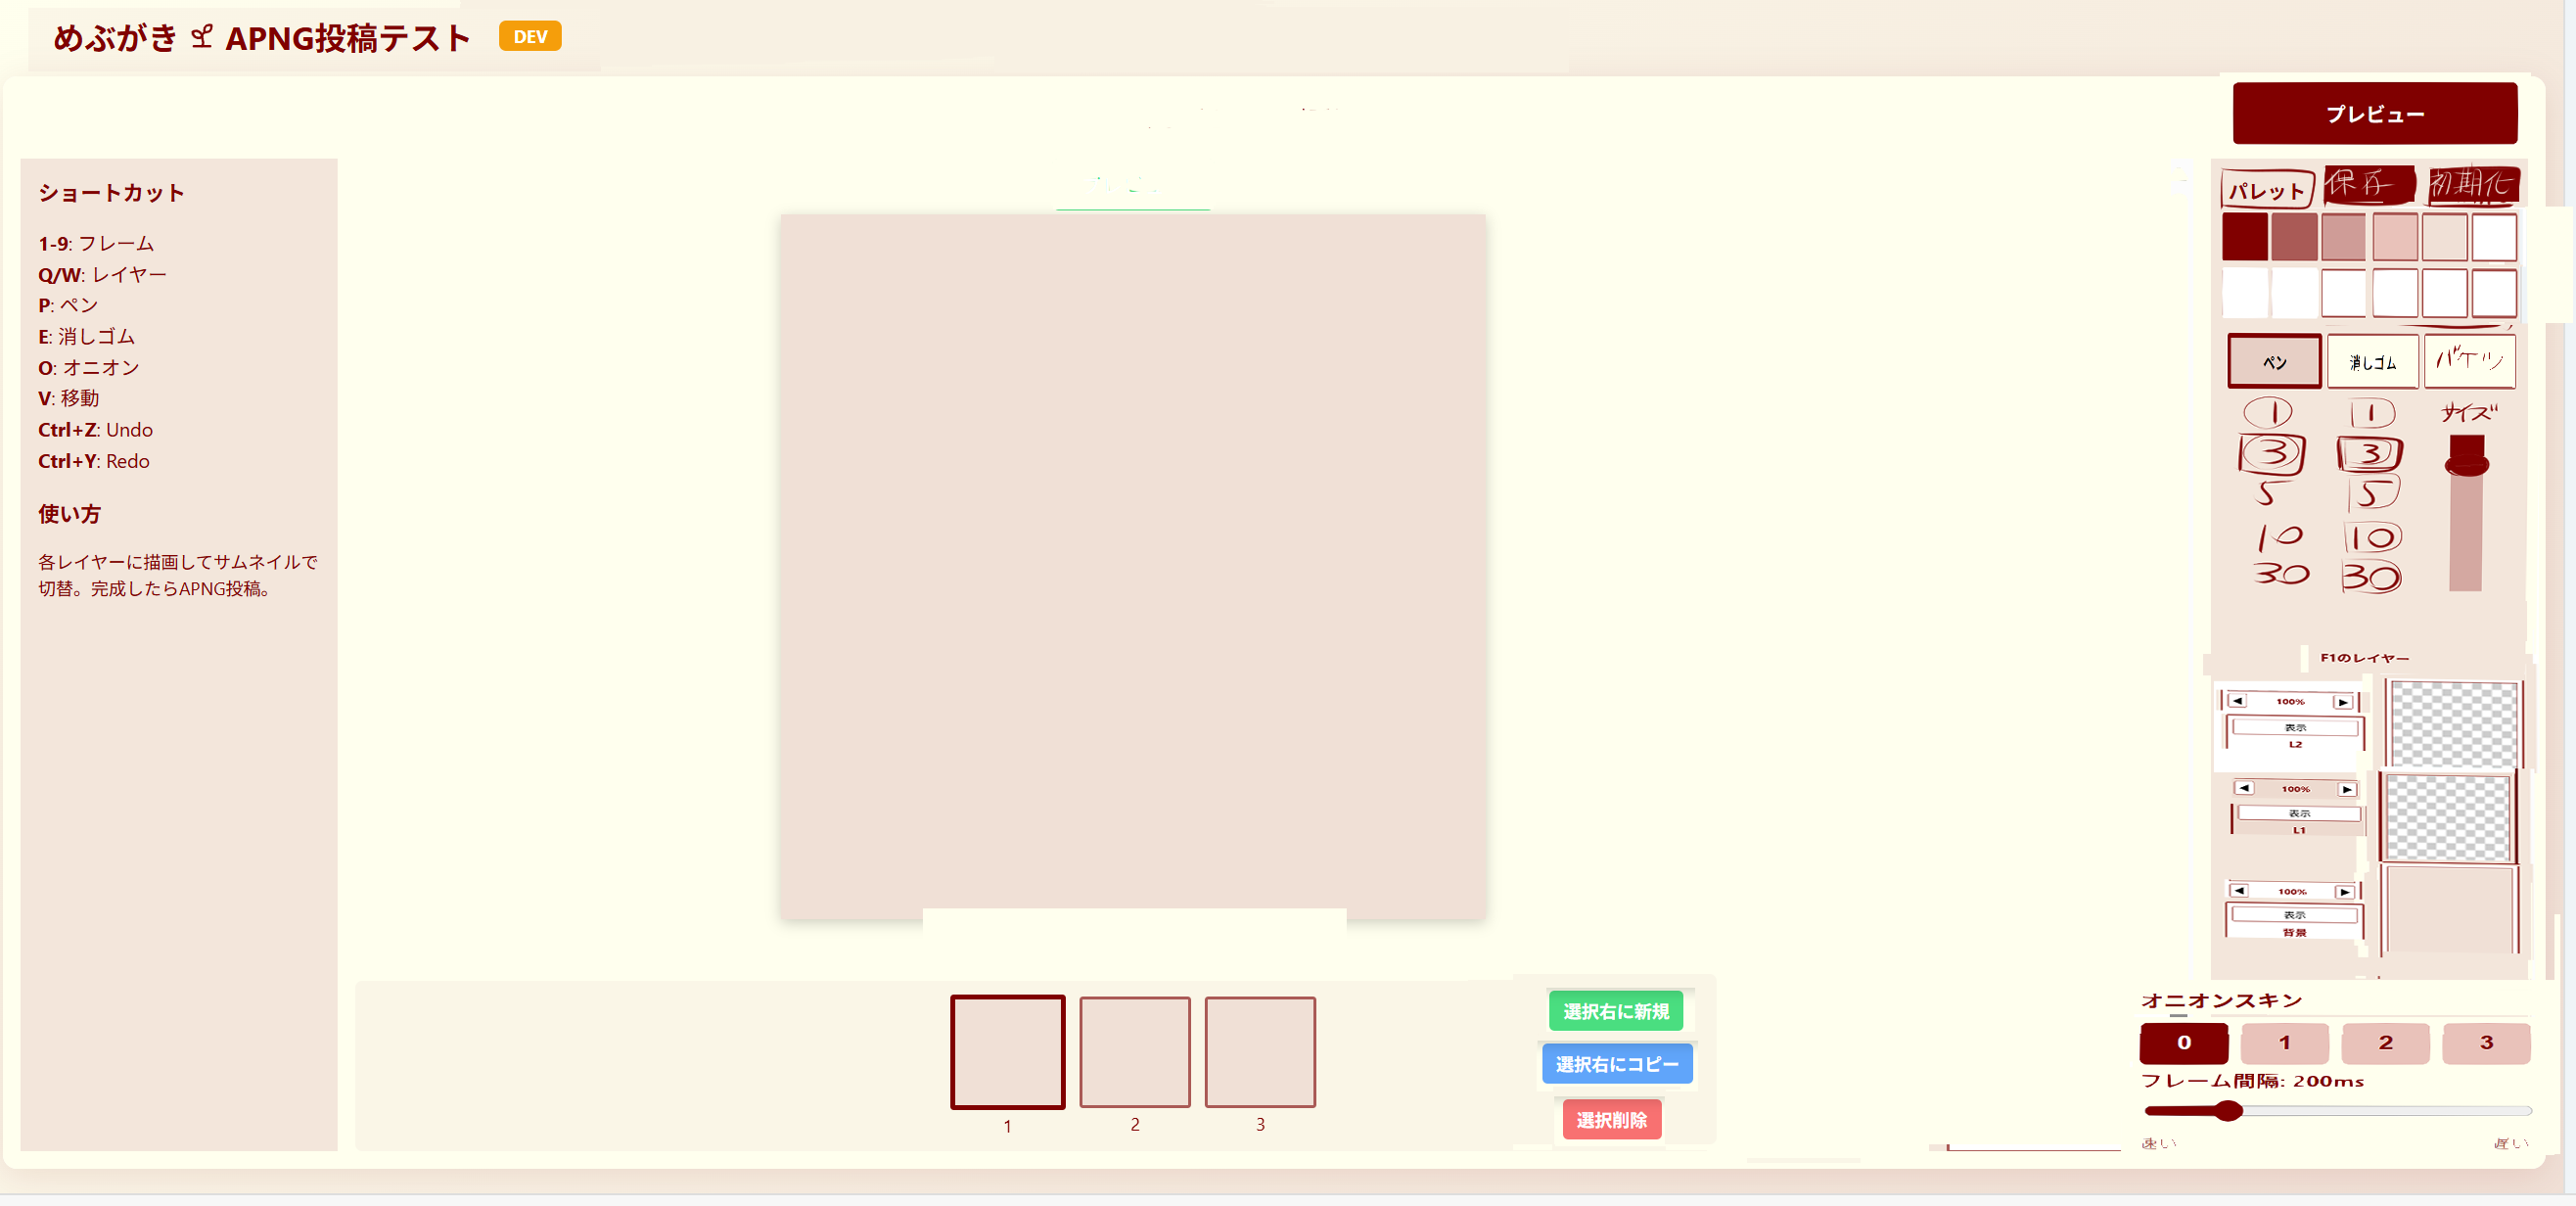 めぶがき APNG投稿テスト DEV
プレビュー
ショートカット
1-9: フレーム
Q/W: レイヤー
P: ペン
E: 消しゴム
O: オニオン
V: 移動
Ctrl+Z: Undo
Ctrl+Y: Redo
使い方
各レイヤーに描画してサムネイルで
切替。完成したらAPNG投稿。
パレット 保存 初期化
ペン 消しゴム バケツ
1 1 サイズ
3 3
5 5
10 10
30 30
F1のレイヤー
◀ 100% ▶
表示
L2
◀ 100% ▶
表示
L1
◀ 100% ▶
表示
背景
1 2 3
選択右に新規
選択右にコピー
選択削除
オニオンスキン
0 1 2 3
フレーム間隔: 200ms
速い 遅い